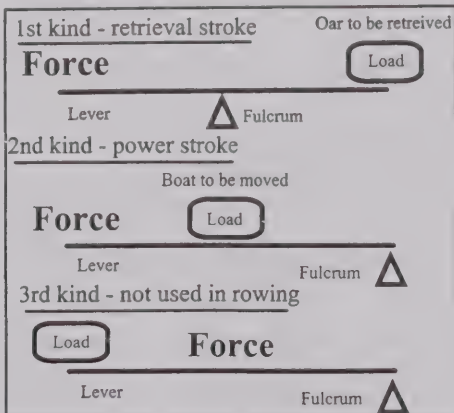 1st kind - retrieval stroke
Oar to be retreived
Force
Load
Lever
Fulcrum
2nd kind - power stroke
Boat to be moved
Force
Load
Lever
Fulcrum
3rd kind - not used in rowing
Load
Force
Lever
Fulcrum